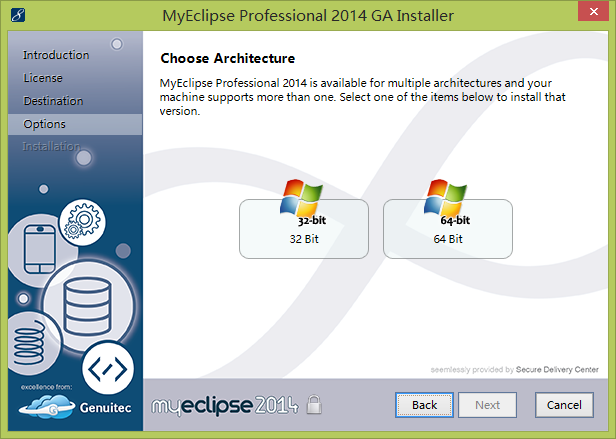 MyEclipse Professional 2014 GA Installer
Introduction
License
Destination
Options
Installation
Choose Architecture
MyEclipse Professional 2014 is available for multiple architectures and your
machine supports more than one. Select one of the items below to install that
version.
32-bit
32 Bit
64-bit
64 Bit
seamlessly provided by Secure Delivery Center
excellence from:
G Genuitec
myeclipse 2014
Back
Next
Cancel